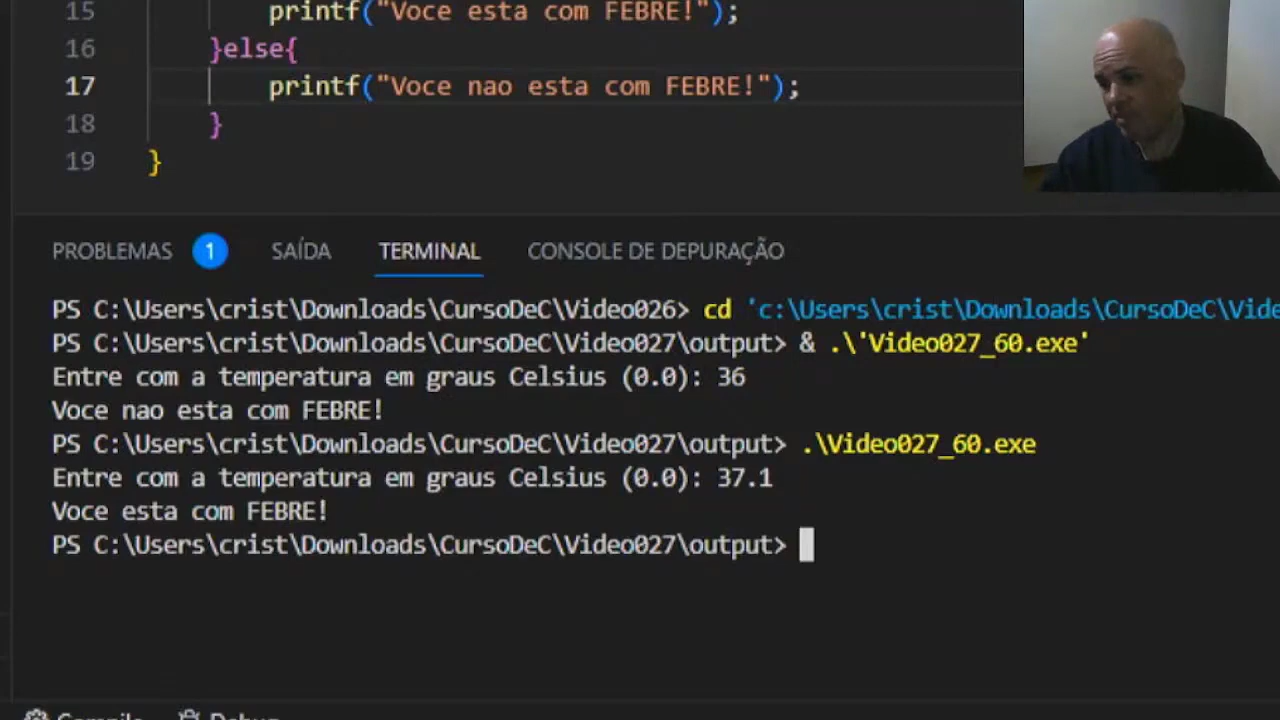 15 printf("Voce esta com FEBRE!");
16 }else{
17 printf("Voce nao esta com FEBRE!");
18 }
19 }
PROBLEMAS 1 SAÍDA TERMINAL CONSOLE DE DEPURAÇÃO
PS C:\Users\crist\Downloads\CursoDeC\Video026> cd 'c:\Users\crist\Downloads\CursoDeC\Vide
PS C:\Users\crist\Downloads\CursoDeC\Video027\output> & .\'Video027_60.exe'
Entre com a temperatura em graus Celsius (0.0): 36
Voce nao esta com FEBRE!
PS C:\Users\crist\Downloads\CursoDeC\Video027\output> .\Video027_60.exe
Entre com a temperatura em graus Celsius (0.0): 37.1
Voce esta com FEBRE!
PS C:\Users\crist\Downloads\CursoDeC\Video027\output>
Compile Debug